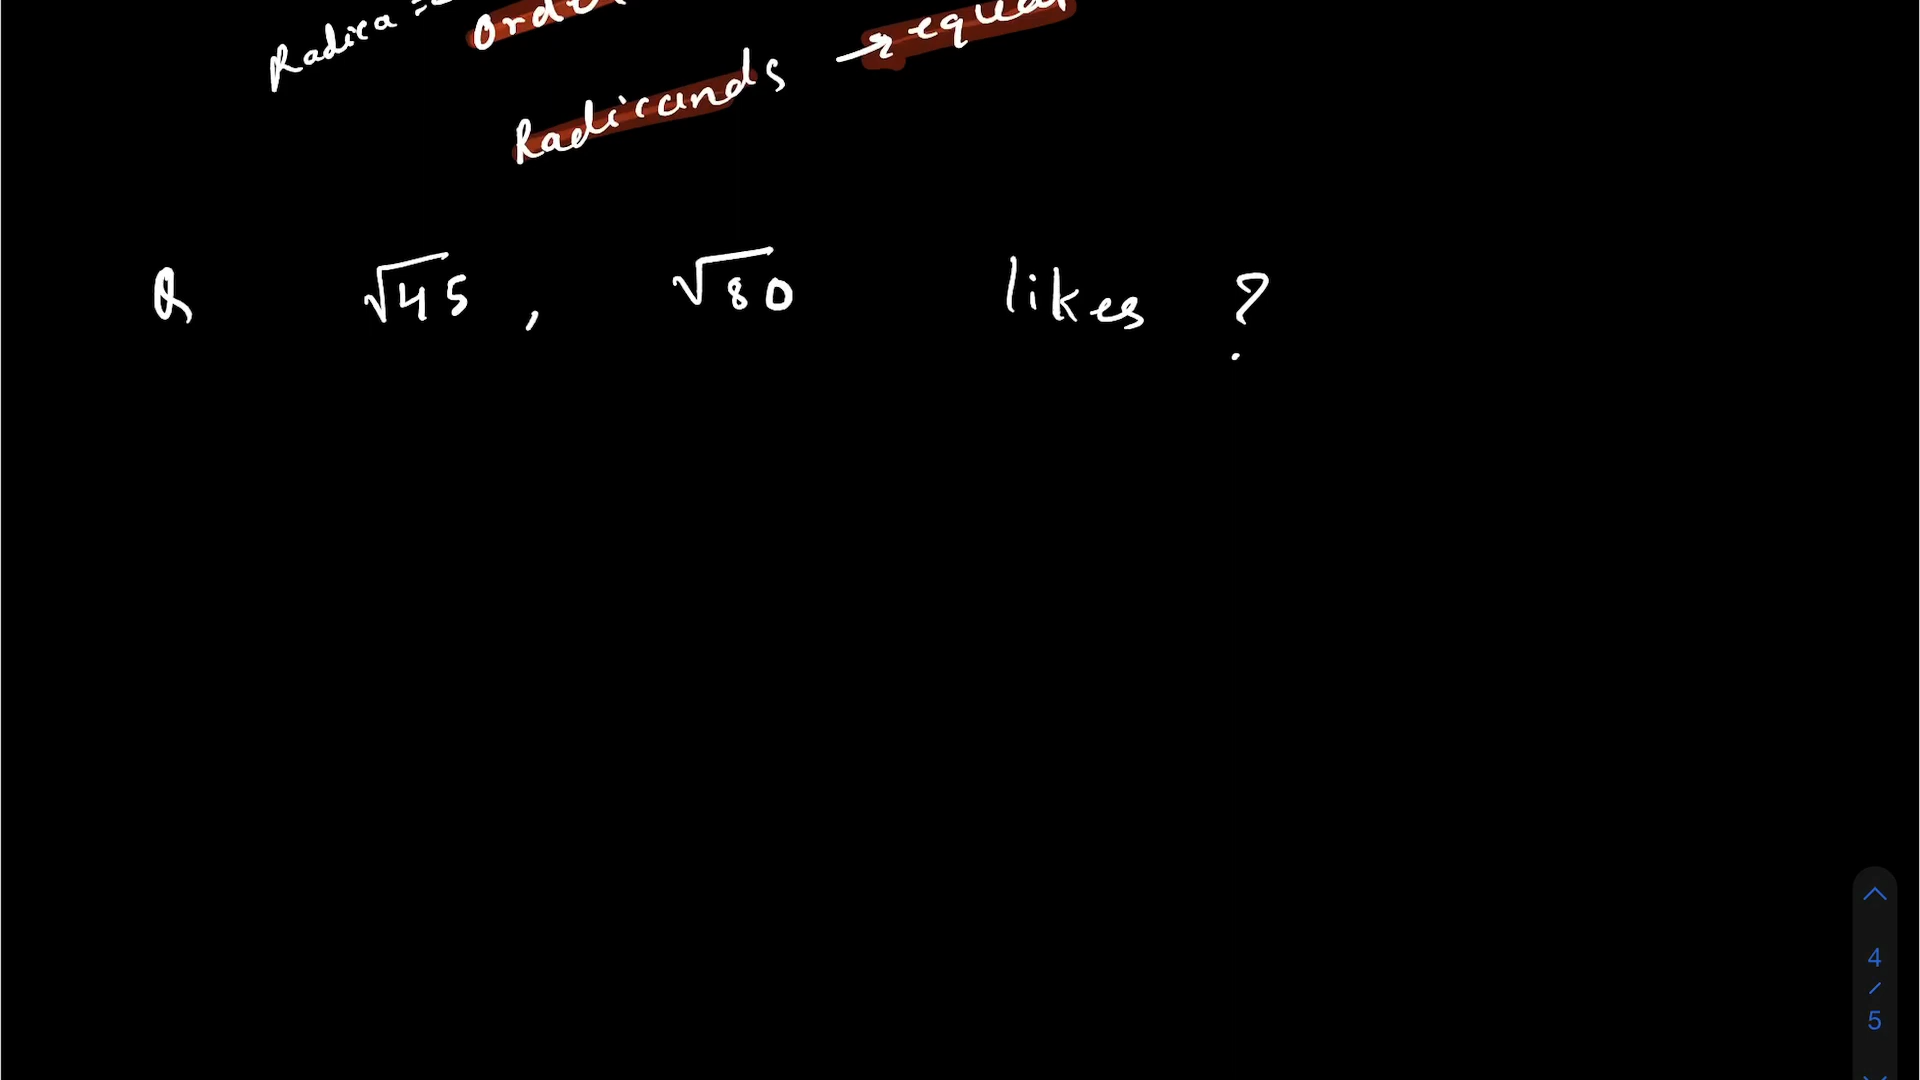 Radica =
Radicands → equal
Q √45 , √80 likes ?
4
/
5